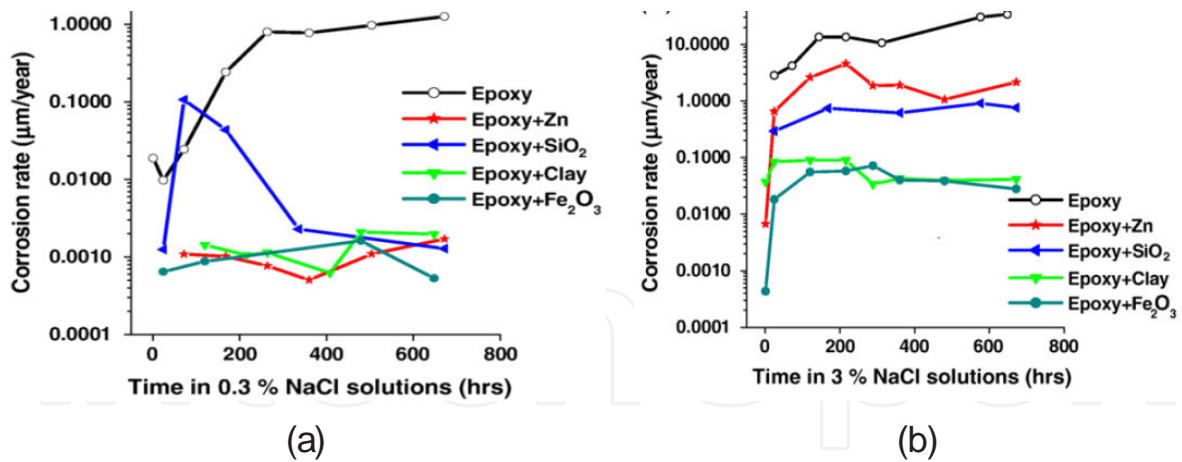 Corrosion rate (μm/year)
1.0000
0.1000
0.0100
0.0010
0.0001
Epoxy
Epoxy+Zn
Epoxy+SiO₂
Epoxy+Clay
Epoxy+Fe₂O₃
0 200 400 600 800
Time in 0.3 % NaCl solutions (hrs)
(a)
Corrosion rate (μm/year)
10.0000
1.0000
0.1000
0.0100
0.0010
0.0001
Epoxy
Epoxy+Zn
Epoxy+SiO₂
Epoxy+Clay
Epoxy+Fe₂O₃
0 200 400 600 800
Time in 3 % NaCl solutions (hrs)
(b)